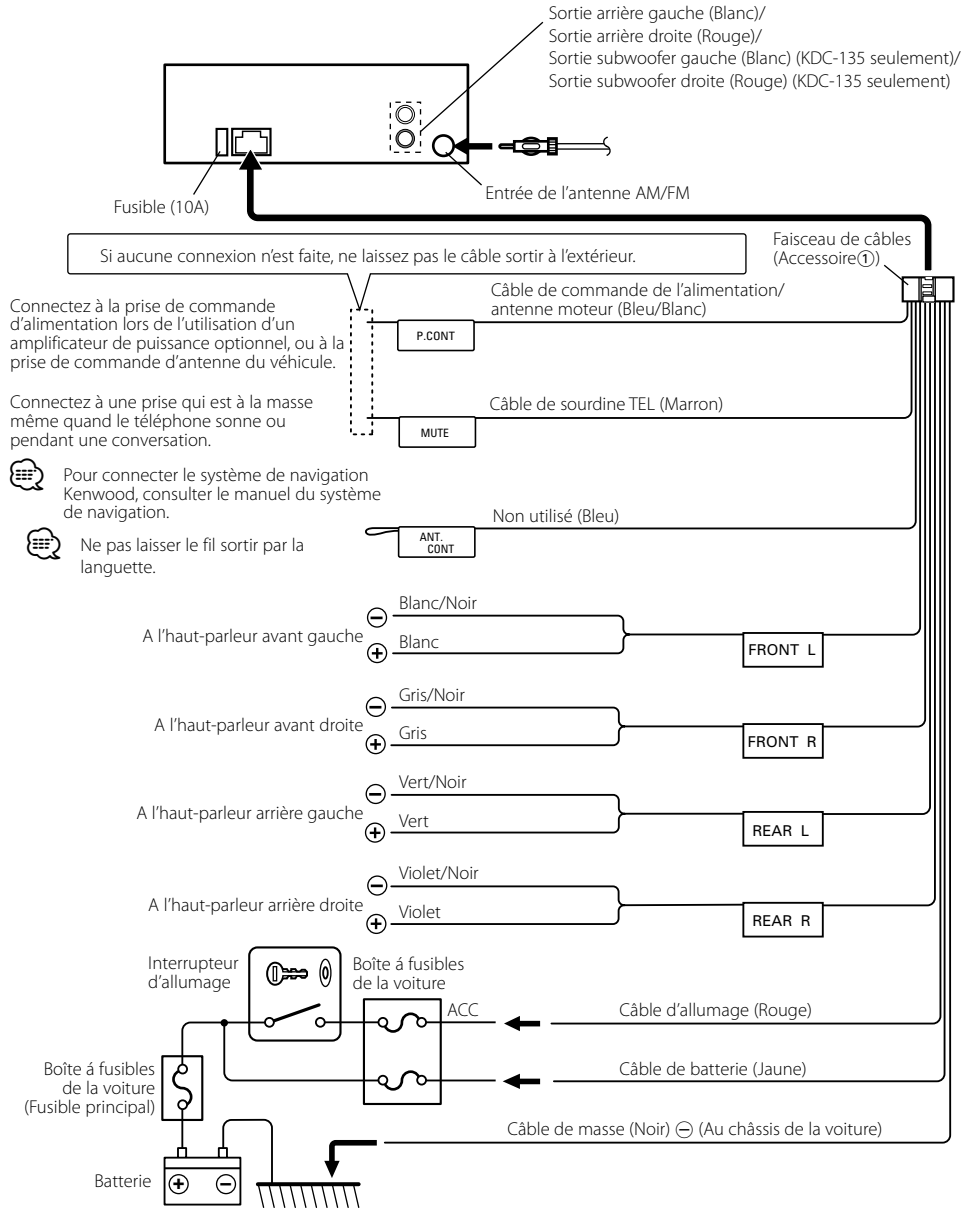 Sortie arrière gauche (Blanc)/
Sortie arrière droite (Rouge)/
Sortie subwoofer gauche (Blanc) (KDC-135 seulement)/
Sortie subwoofer droite (Rouge) (KDC-135 seulement)
Fusible (10A)
Entrée de l'antenne AM/FM
Faisceau de câbles
(Accessoire①)
Si aucune connexion n'est faite, ne laissez pas le câble sortir à l'extérieur.
Connectez à la prise de commande
d'alimentation lors de l'utilisation d'un
amplificateur de puissance optionnel, ou à la
prise de commande d'antenne du véhicule.
Câble de commande de l'alimentation/
antenne moteur (Bleu/Blanc)
P.CONT
Connectez à une prise qui est à la masse
même quand le téléphone sonne ou
pendant une conversation.
Câble de sourdine TEL (Marron)
MUTE
Pour connecter le système de navigation
Kenwood, consulter le manuel du système
de navigation.
Non utilisé (Bleu)
ANT.
CONT
Ne pas laisser le fil sortir par la
languette.
A l'haut-parleur avant gauche
⊖ Blanc/Noir
⊕ Blanc
FRONT L
A l'haut-parleur avant droite
⊖ Gris/Noir
⊕ Gris
FRONT R
A l'haut-parleur arrière gauche
⊖ Vert/Noir
⊕ Vert
REAR L
A l'haut-parleur arrière droite
⊖ Violet/Noir
⊕ Violet
REAR R
Interrupteur
d'allumage
Boîte á fusibles
de la voiture
ACC
Câble d'allumage (Rouge)
Boîte á fusibles
de la voiture
(Fusible principal)
Câble de batterie (Jaune)
Câble de masse (Noir) ⊖ (Au châssis de la voiture)
Batterie
⊕ ⊖